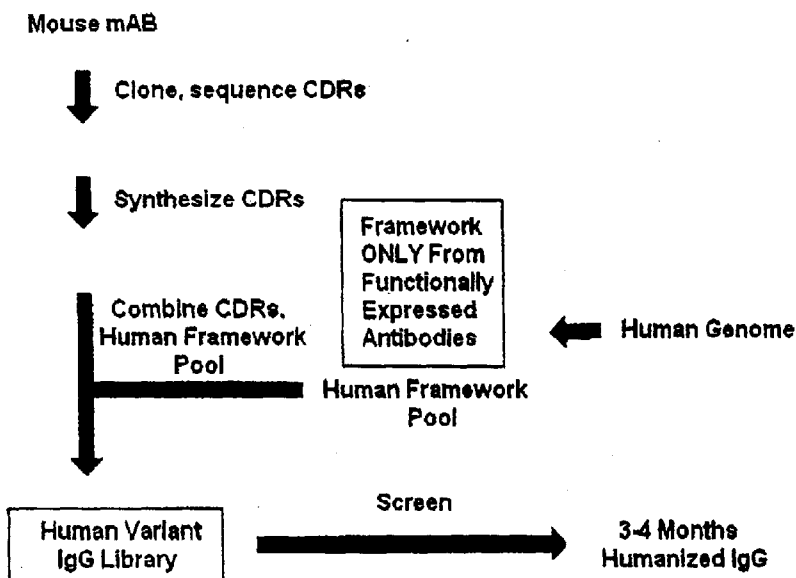 Mouse mAB
Clone, sequence CDRs
Synthesize CDRs
Framework
ONLY From
Functionally
Expressed
Antibodies
Combine CDRs,
Human Framework
Pool
Human Genome
Human Framework
Pool
Screen
Human Variant
IgG Library
3-4 Months
Humanized IgG